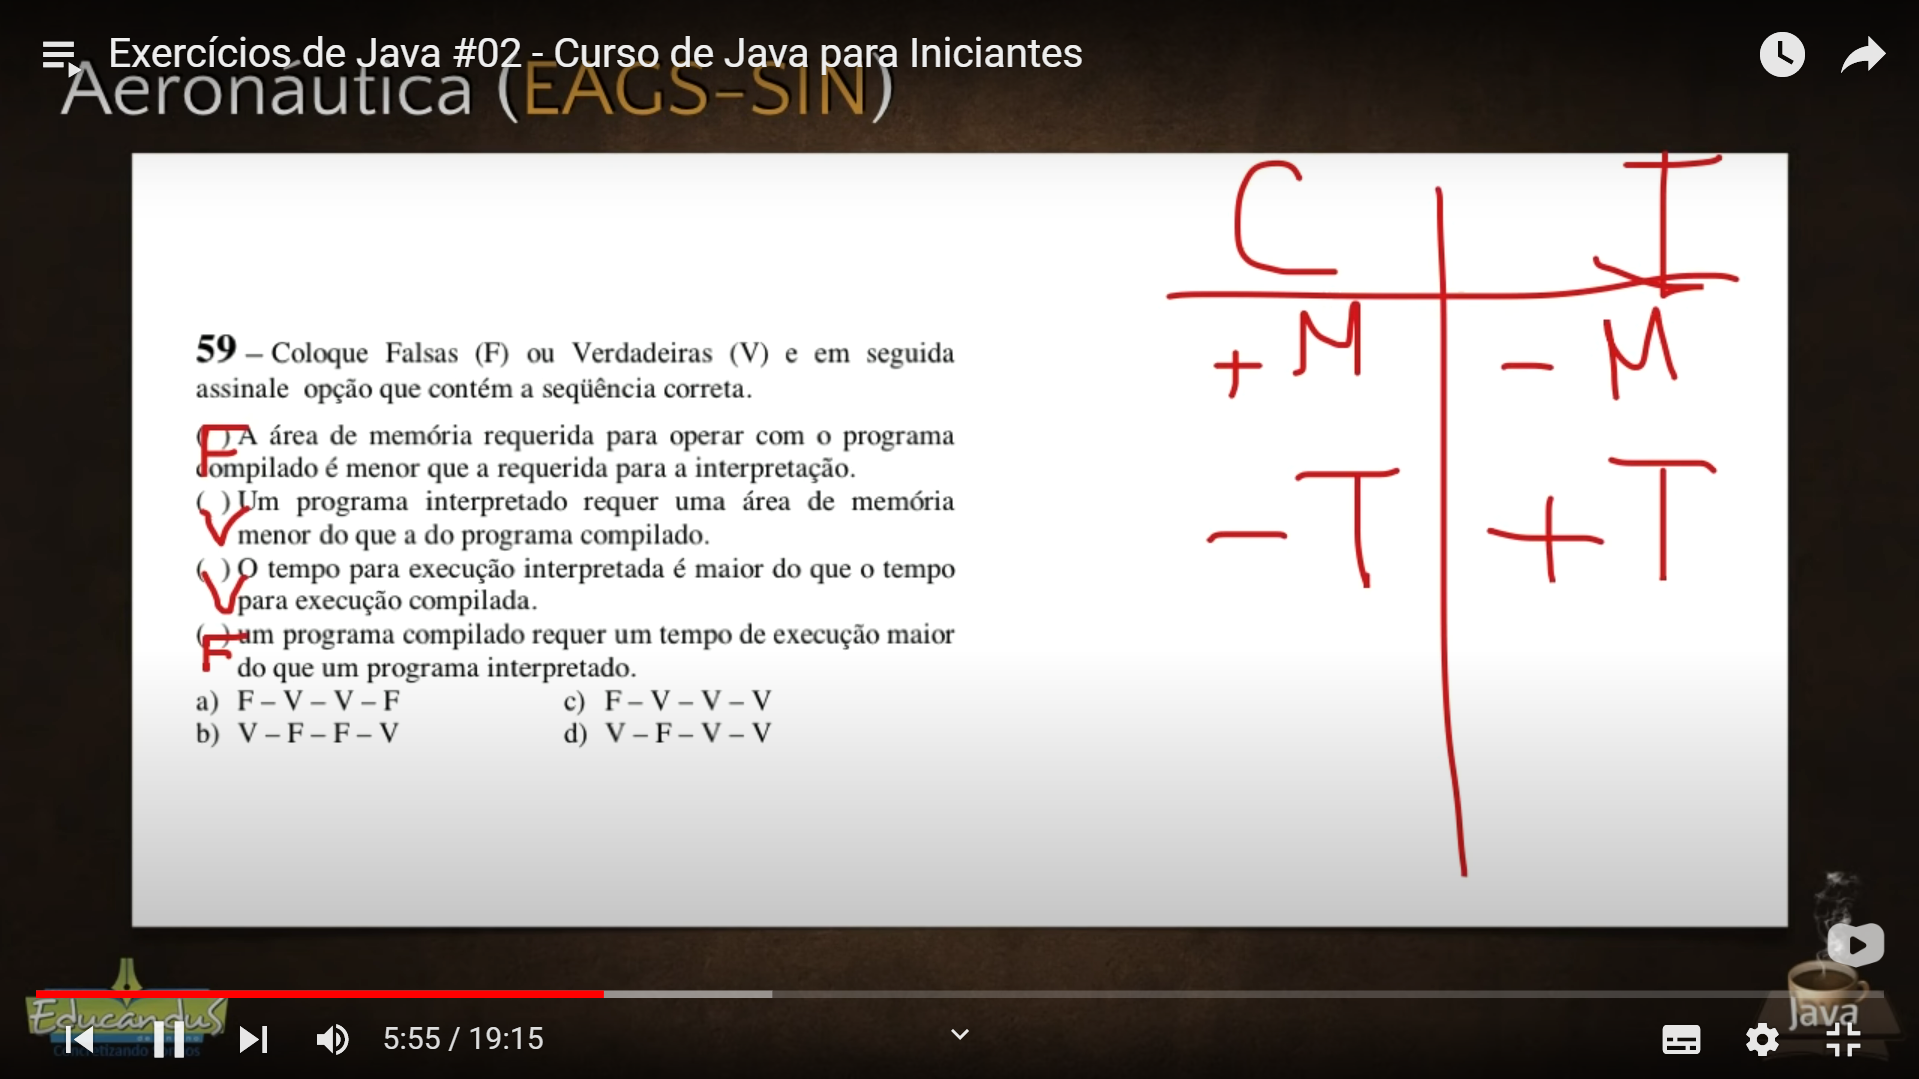 Exercícios de Java #02 - Curso de Java para Iniciantes
Aeronáutica (EAGS-SIN)
C I
59 – Coloque Falsas (F) ou Verdadeiras (V) e em seguida
assinale opção que contém a seqüência correta.
+ M - M
F ( ) A área de memória requerida para operar com o programa
compilado é menor que a requerida para a interpretação.
V ( ) Um programa interpretado requer uma área de memória
menor do que a do programa compilado.
- T + T
V ( ) O tempo para execução interpretada é maior do que o tempo
para execução compilada.
F ( ) um programa compilado requer um tempo de execução maior
do que um programa interpretado.
a) F – V – V – F c) F – V – V – V
b) V – F – F – V d) V – F – V – V
Educandus
Java
5:55 / 19:15